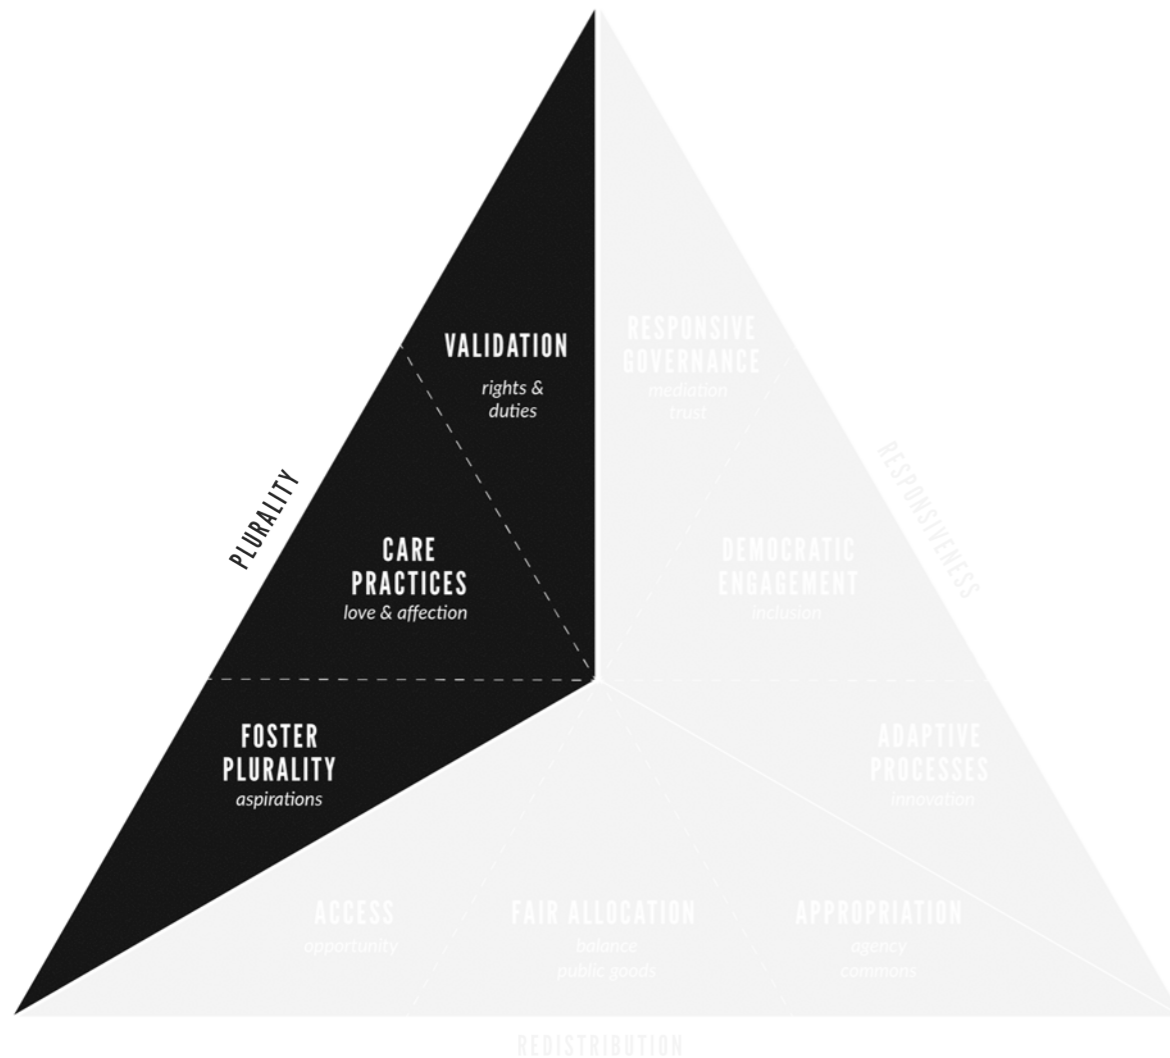 VALIDATION
rights &
duties
RESPONSIVE
GOVERNANCE
mediation
trust
PLURALITY
RESPONSIVENESS
CARE
PRACTICES
love & affection
DEMOCRATIC
ENGAGEMENT
inclusion
FOSTER
PLURALITY
aspirations
ADAPTIVE
PROCESSES
innovation
ACCESS
opportunity
FAIR ALLOCATION
balance
public goods
APPROPRIATION
agency
commons
REDISTRIBUTION